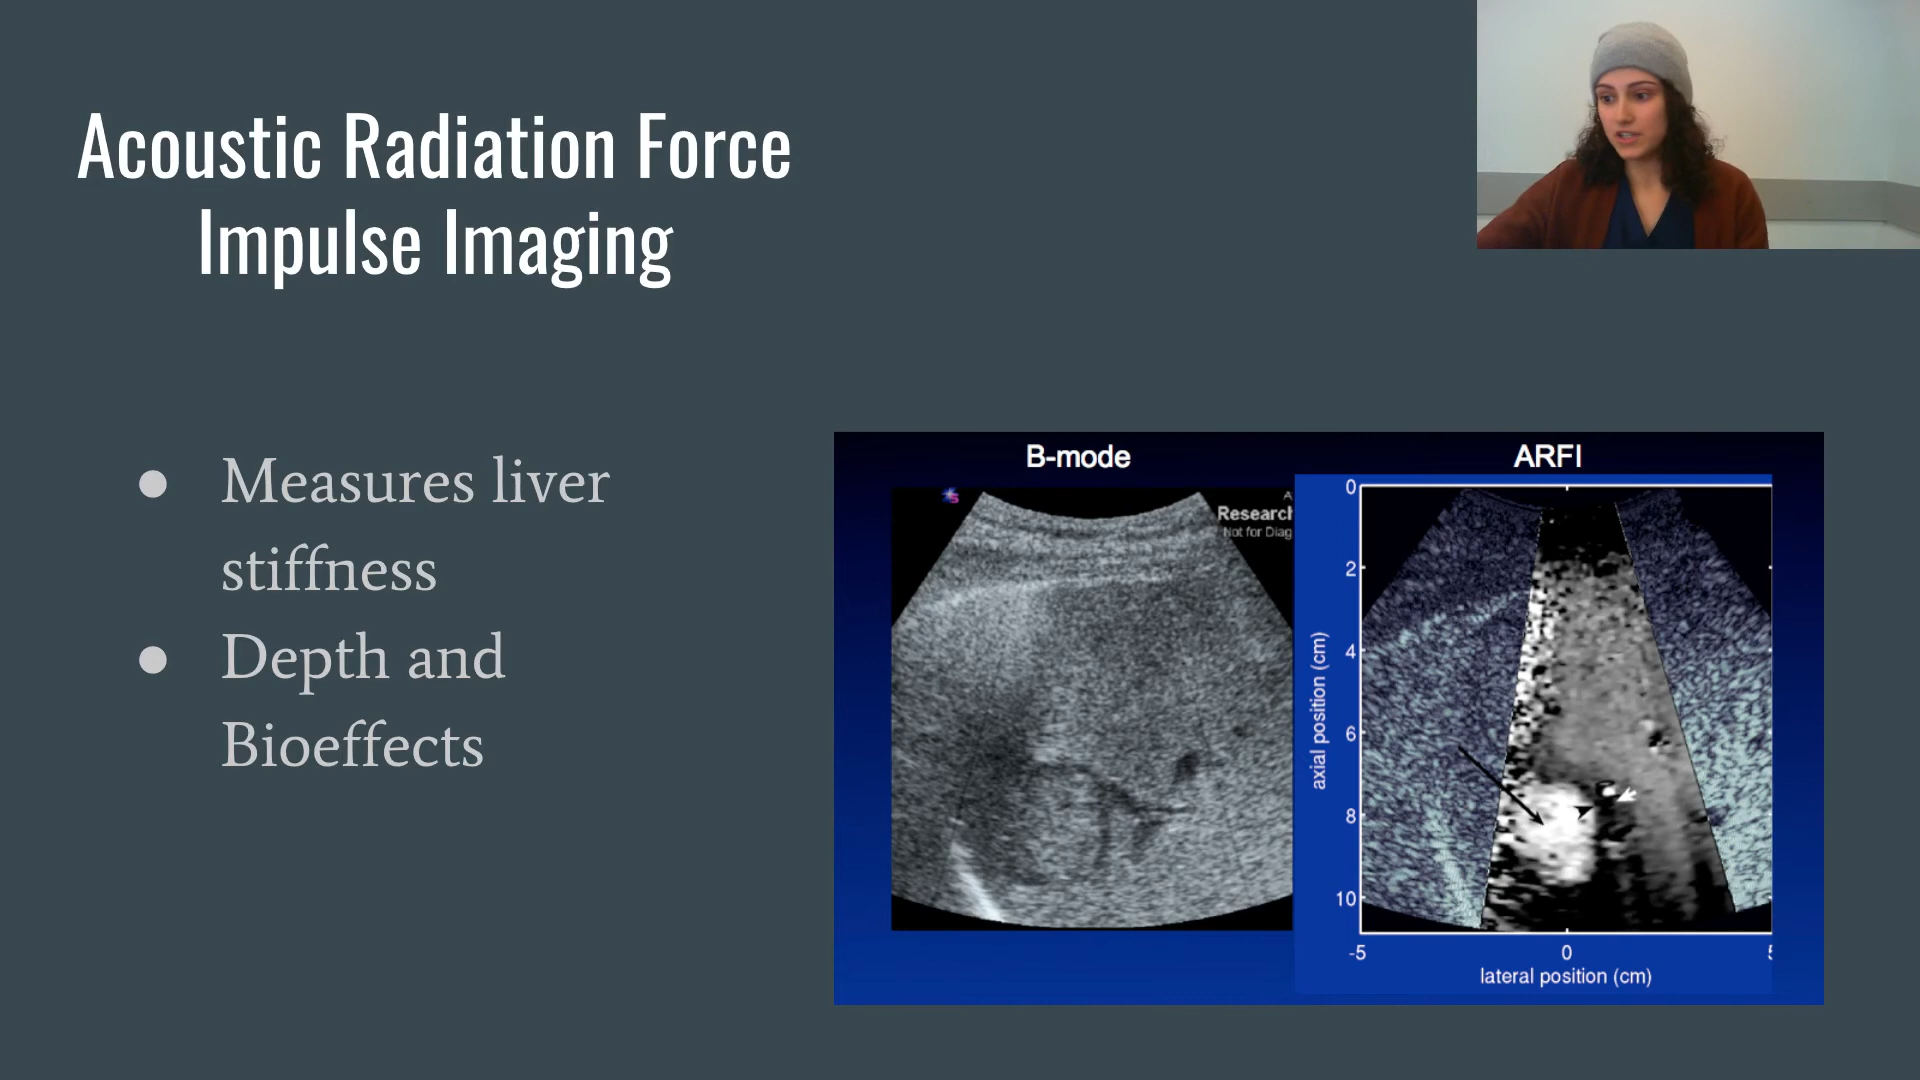 Acoustic Radiation Force
Impulse Imaging
● Measures liver
stiffness
● Depth and
Bioeffects
B-mode
ARFI
Research
Not for Diag
0
2
4
6
8
10
axial position (cm)
-5
0
lateral position (cm)